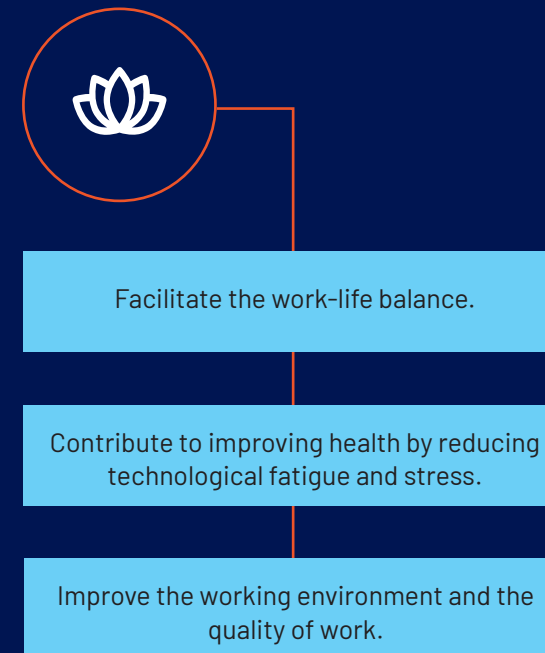 Facilitate the work-life balance.
Contribute to improving health by reducing
technological fatigue and stress.
Improve the working environment and the
quality of work.